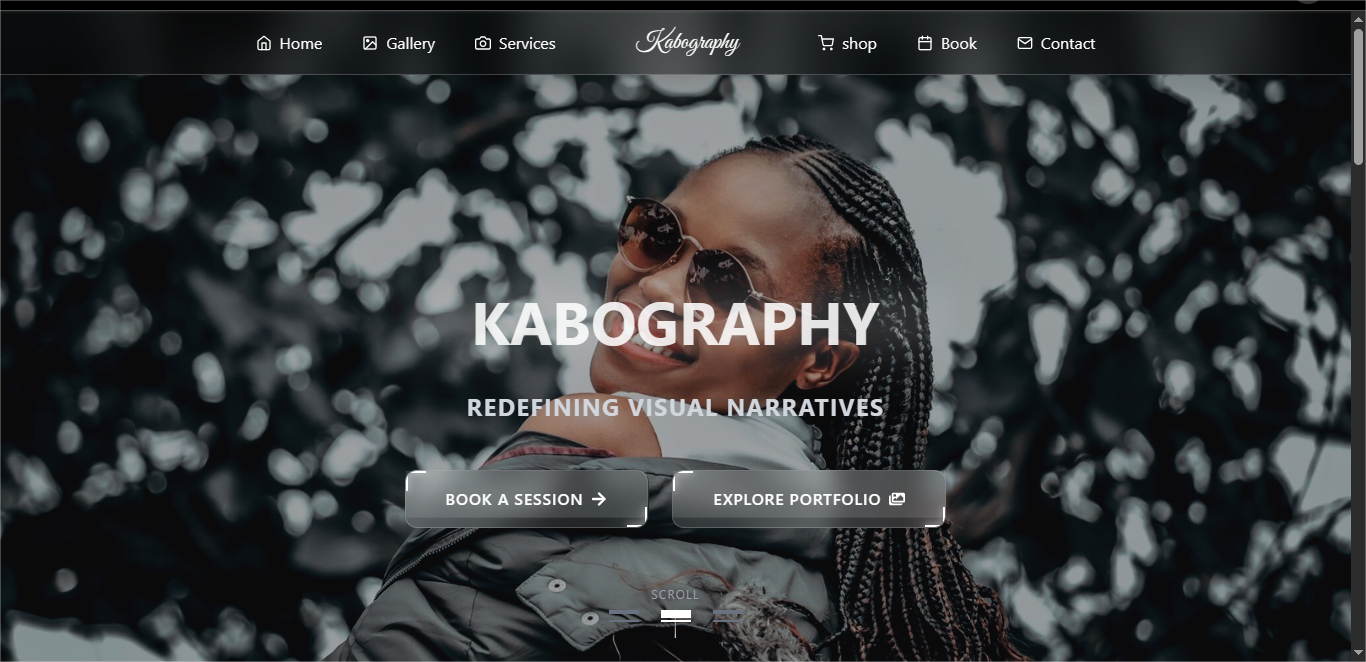 Home Gallery Services Kabography shop Book Contact
KABOGRAPHY
REDEFINING VISUAL NARRATIVES
BOOK A SESSION EXPLORE PORTFOLIO
SCROLL